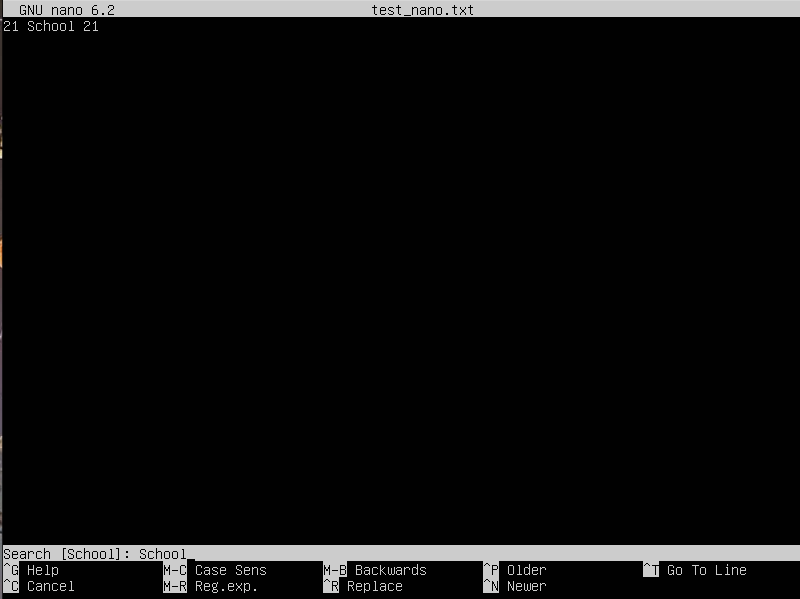 GNU nano 6.2 test_nano.txt
21 School 21
Search [School]: School
^G Help M-C Case Sens M-B Backwards ^P Older ^T Go To Line
^C Cancel M-R Reg.exp. ^R Replace ^N Newer